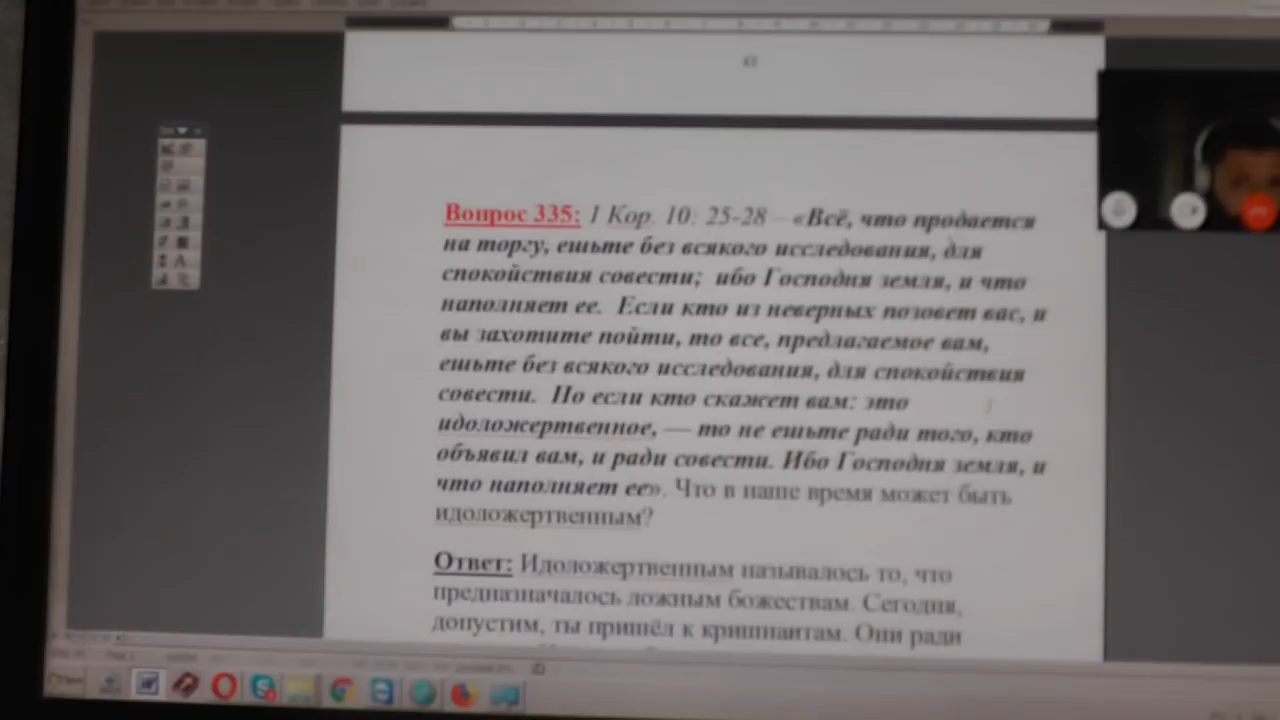 Вопрос 335: 1 Кор. 10: 25-28 – «Всё, что продается
на торгу, ешьте без всякого исследования, для
спокойствия совести; ибо Господня земля, и что
наполняет ее. Если кто из неверных позовет вас, и
вы захотите пойти, то все, предлагаемое вам,
ешьте без всякого исследования, для спокойствия
совести. Но если кто скажет вам: это
идоложертвенное, — то не ешьте ради того, кто
объявил вам, и ради совести. Ибо Господня земля, и
что наполняет ее». Что в наше время может быть
идоложертвенным?
Ответ: Идоложертвенным называлось то, что
предназначалось ложным божествам. Сегодня,
допустим, ты пришёл к кришнаитам. Они ради